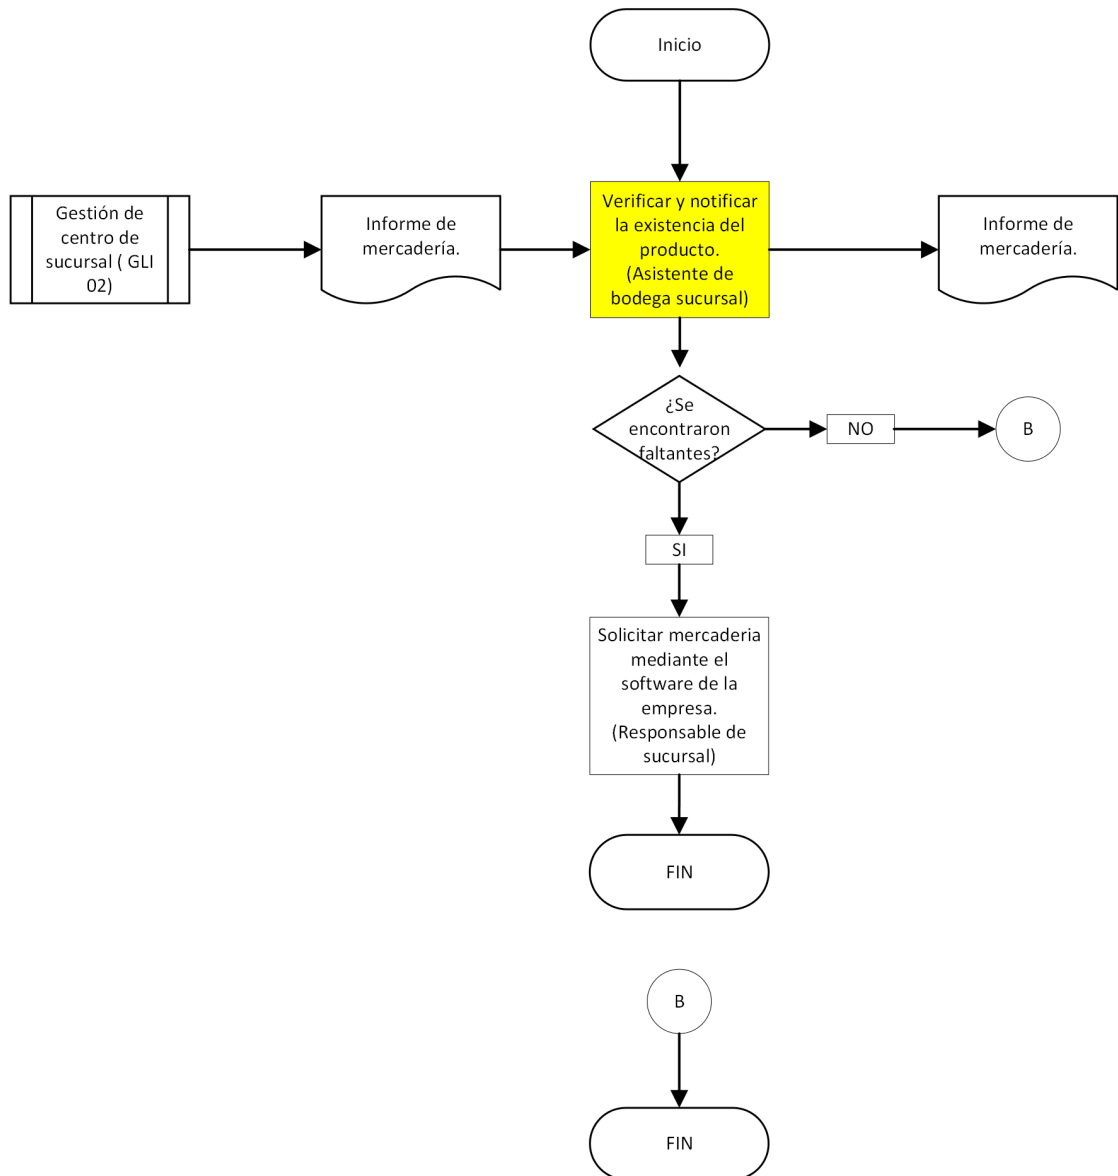 Inicio
Gestión de
centro de
sucursal ( GLI
02)
Informe de
mercadería.
Verificar y notificar
la existencia del
producto.
(Asistente de
bodega sucursal)
Informe de
mercadería.
¿Se
encontraron
faltantes?
NO
B
SI
Solicitar mercaderia
mediante el
software de la
empresa.
(Responsable de
sucursal)
FIN
B
FIN